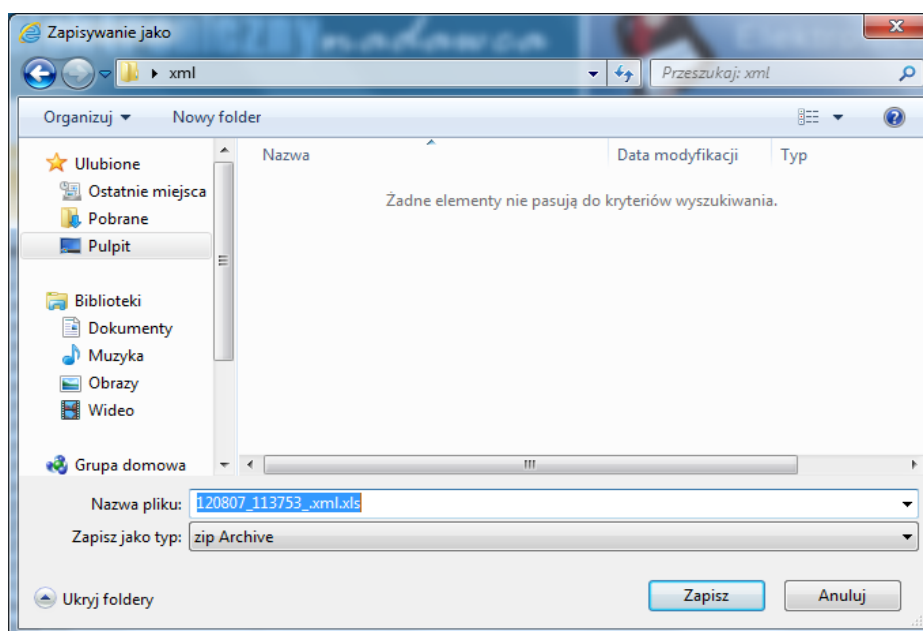 Zapisywanie jako
nadawca
xml
Przeszukaj: xml
Organizuj
Nowy folder
Ulubione
Ostatnie miejsca
Pobrane
Pulpit
Biblioteki
Dokumenty
Muzyka
Obrazy
Wideo
Grupa domowa
Nazwa
Data modyfikacji
Typ
Żadne elementy nie pasują do kryteriów wyszukiwania.
Nazwa pliku: 120807_113753_.xml.xls
Zapisz jako typ: zip Archive
Ukryj foldery
Zapisz
Anuluj